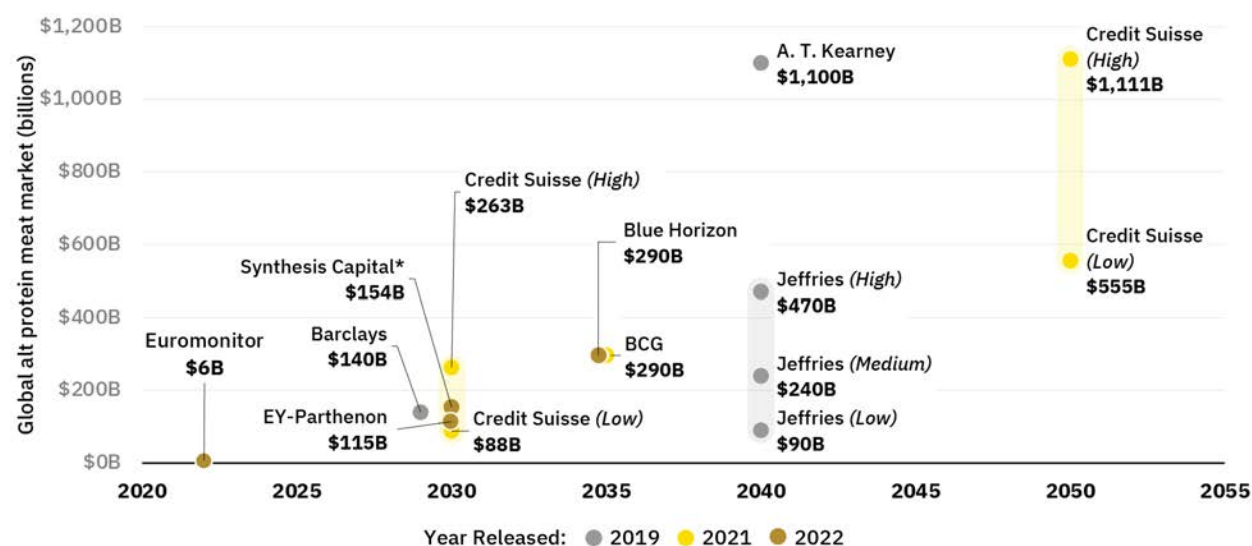 Global alt protein meat market (billions)
$1,200B
$1,000B
$800B
$600B
$400B
$200B
$0B
Euromonitor
$6B
Barclays
$140B
Synthesis Capital*
$154B
EY-Parthenon
$115B
Credit Suisse (High)
$263B
Credit Suisse (Low)
$88B
Blue Horizon
$290B
BCG
$290B
A. T. Kearney
$1,100B
Jeffries (High)
$470B
Jeffries (Medium)
$240B
Jeffries (Low)
$90B
Credit Suisse
(High)
$1,111B
Credit Suisse
(Low)
$555B
2020 2025 2030 2035 2040 2045 2050 2055
Year Released: 2019 2021 2022